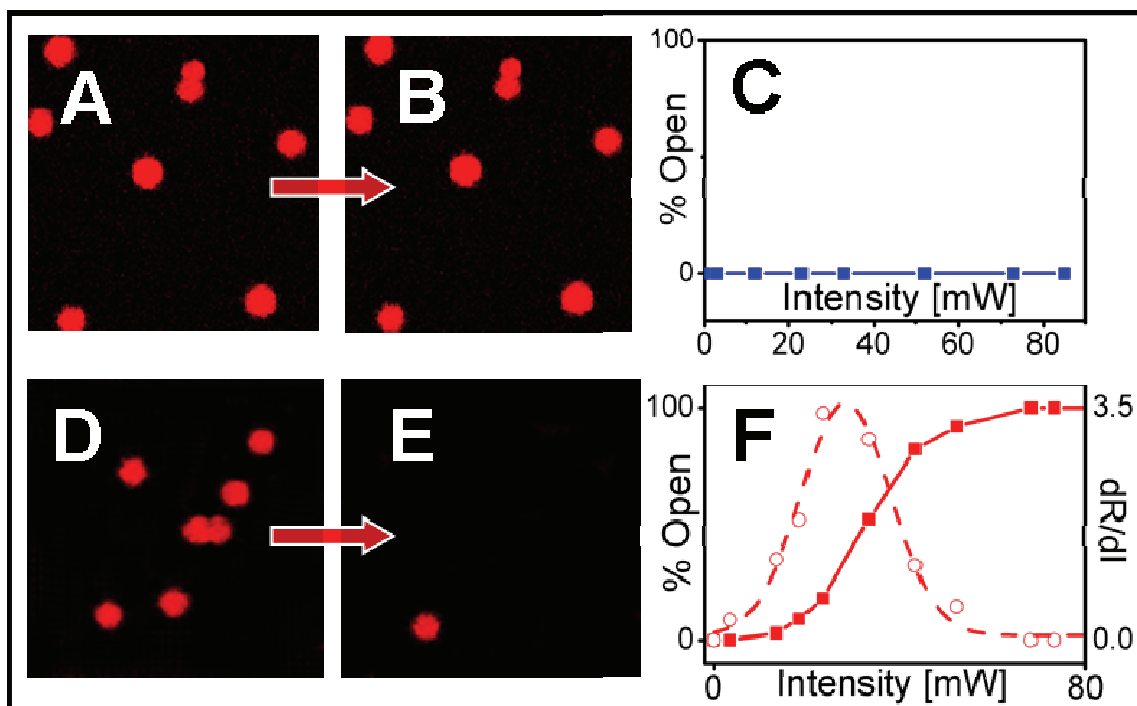 A
B
C
100
% Open
0
Intensity [mW]
0 20 40 60 80
D
E
F
100
% Open
0
3.5
dR/dI
0.0
0 80
Intensity [mW]